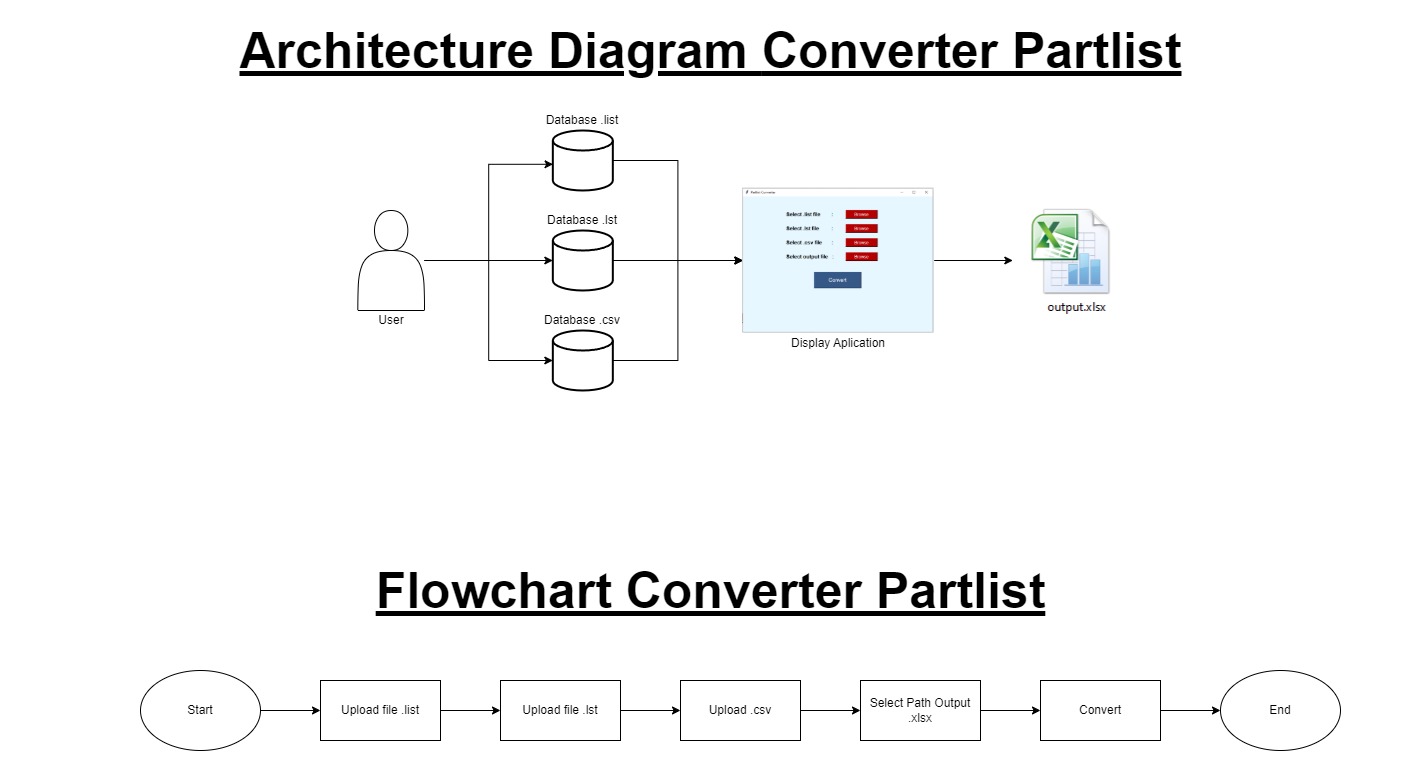 Architecture Diagram Converter Partlist
Database .list
Database .lst
User
Database .csv
Partlist Converter
Select .list file :
Browse
Select .lst file :
Browse
Select .csv file :
Browse
Select output file :
Browse
Convert
Display Aplication
output.xlsx
Flowchart Converter Partlist
Start
Upload file .list
Upload file .lst
Upload .csv
Select Path Output
.xlsx
Convert
End